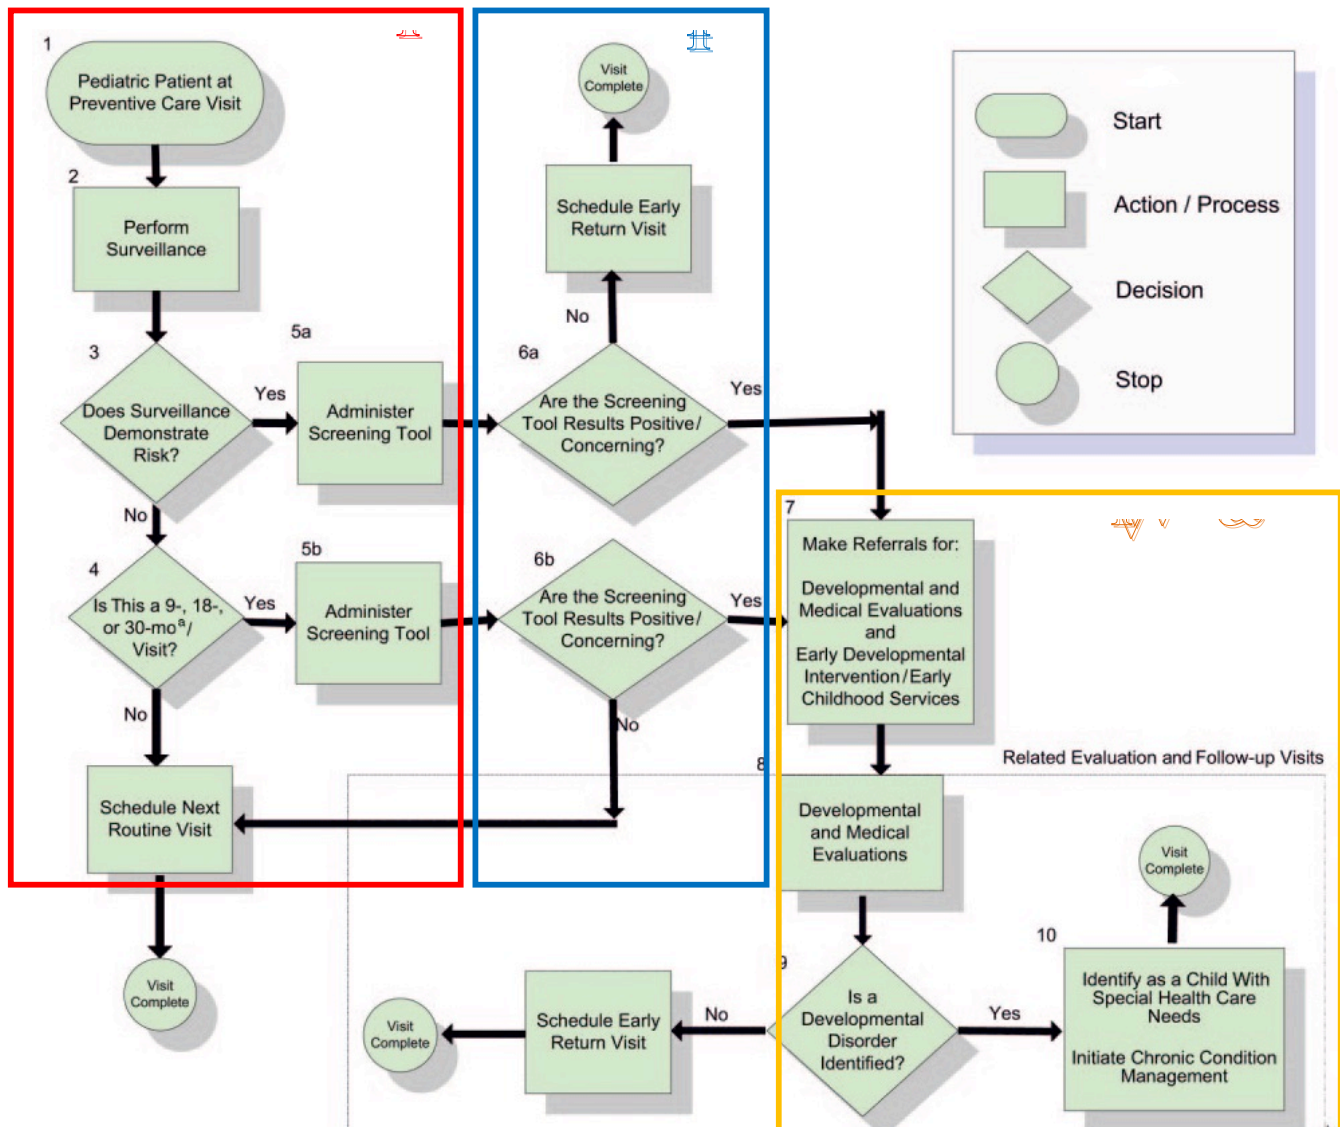 1
Pediatric Patient at
Preventive Care Visit
2
Perform
Surveillance
3
Does Surveillance
Demonstrate
Risk?
Yes
No
5a
Administer
Screening Tool
4
Is This a 9-, 18-,
or 30-moᵃ/
Visit?
Yes
No
5b
Administer
Screening Tool
Schedule Next
Routine Visit
Visit
Complete
Visit
Complete
Schedule Early
Return Visit
No
6a
Are the Screening
Tool Results Positive/
Concerning?
Yes
6b
Are the Screening
Tool Results Positive/
Concerning?
Yes
No
Start
Action / Process
Decision
Stop
7
Make Referrals for:
Developmental and
Medical Evaluations
and
Early Developmental
Intervention/Early
Childhood Services
Related Evaluation and Follow-up Visits
8
Developmental
and Medical
Evaluations
9
Is a
Developmental
Disorder
Identified?
No
Schedule Early
Return Visit
Visit
Complete
Yes
10
Identify as a Child With
Special Health Care
Needs
Initiate Chronic Condition
Management
Visit
Complete